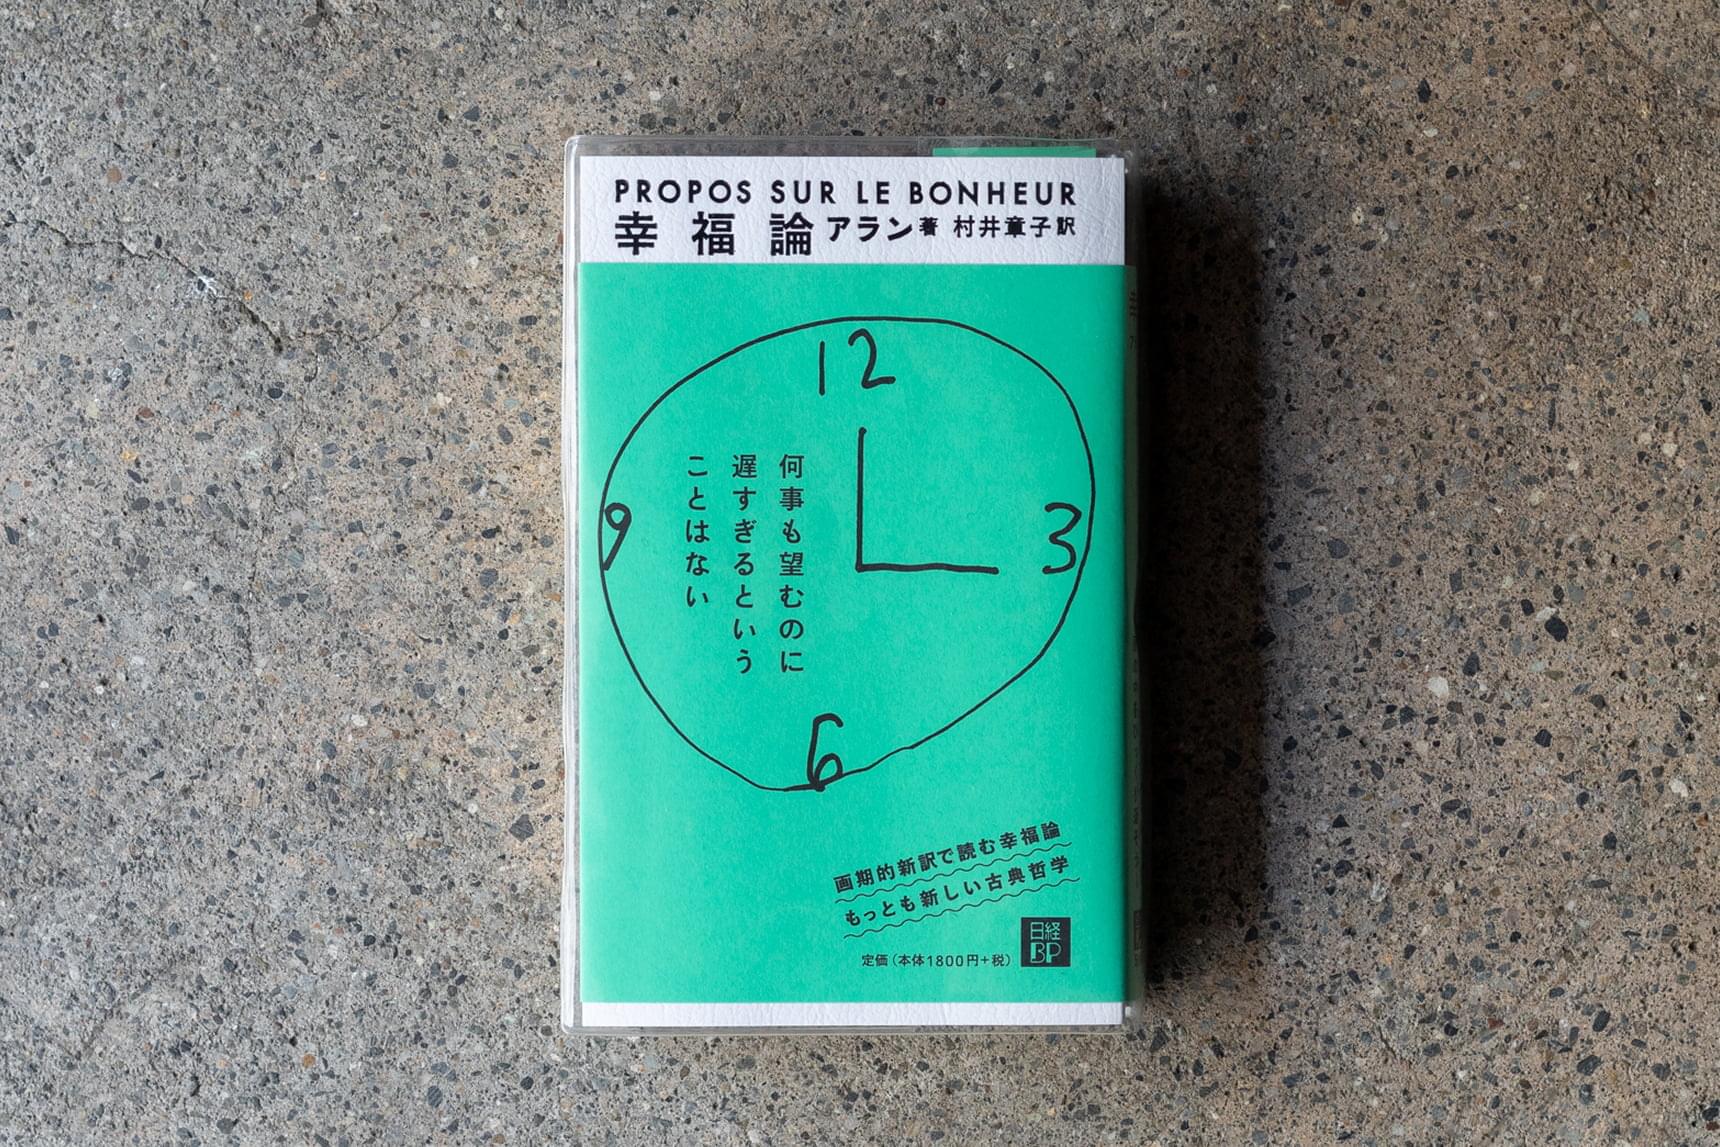 PROPOS SUR LE BONHEUR
幸福論 アラン著 村井章子訳
12
3
6
9
何事も望むのに
遅すぎるという
ことはない
画期的新訳で読む幸福論
もっとも新しい古典哲学
定価(本体1800円+税)
日経
BP